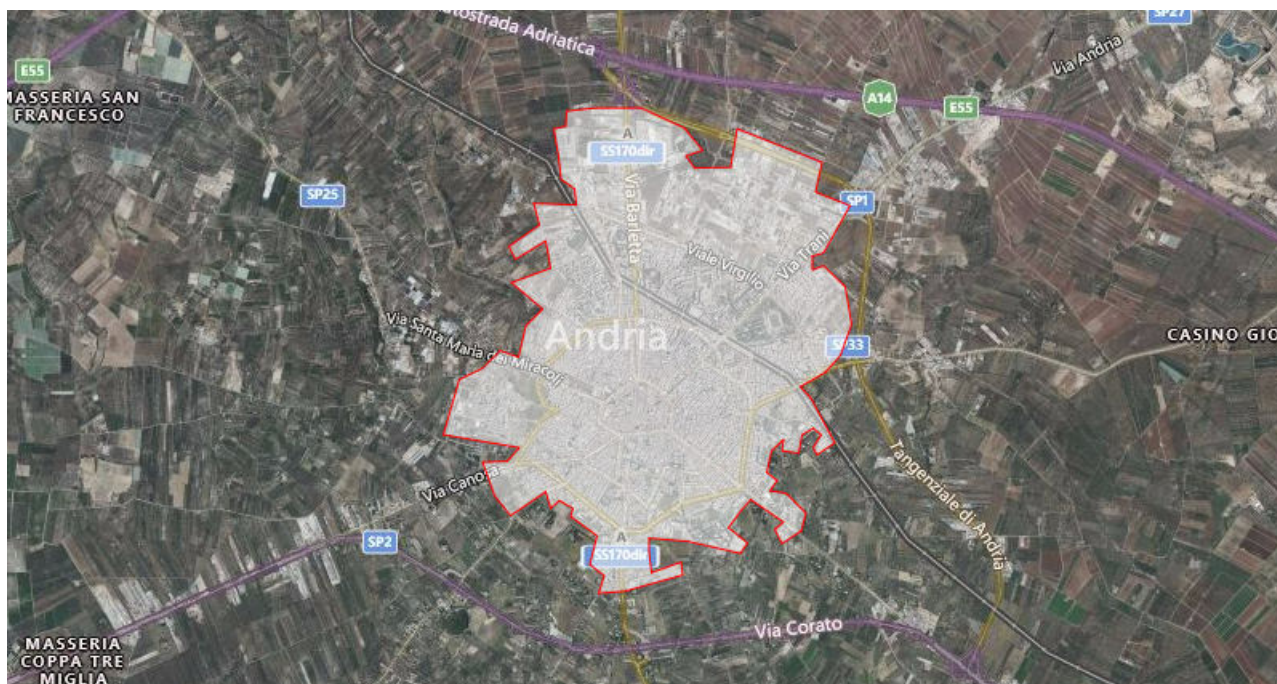 SP27
Autostrada Adriatica
Via Andria
E55
MASSERIA SAN
FRANCESCO
A14
E55
A
SS170dir
SP25
Via Barletta
SP1
Viale Virgilio
Via Trani
Via Santa Maria dei Miracoli
Andria
SP33
CASINO GIO
Via Canosa
Tangenziale di Andria
SP2
A
SS170dir
Via Corato
MASSERIA
COPPA TRE
MIGLIA